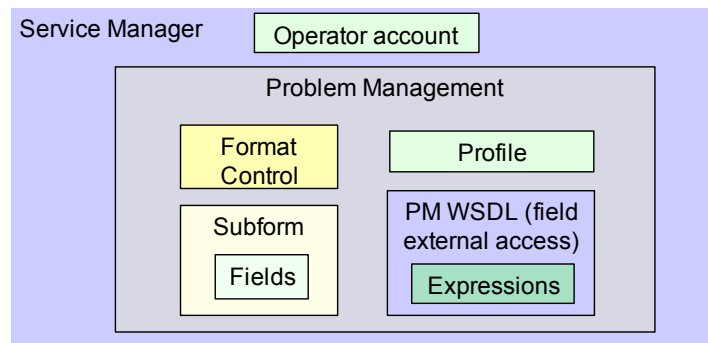 Service Manager
Operator account
Problem Management
Format
Control
Profile
Subform
Fields
PM WSDL (field
external access)
Expressions